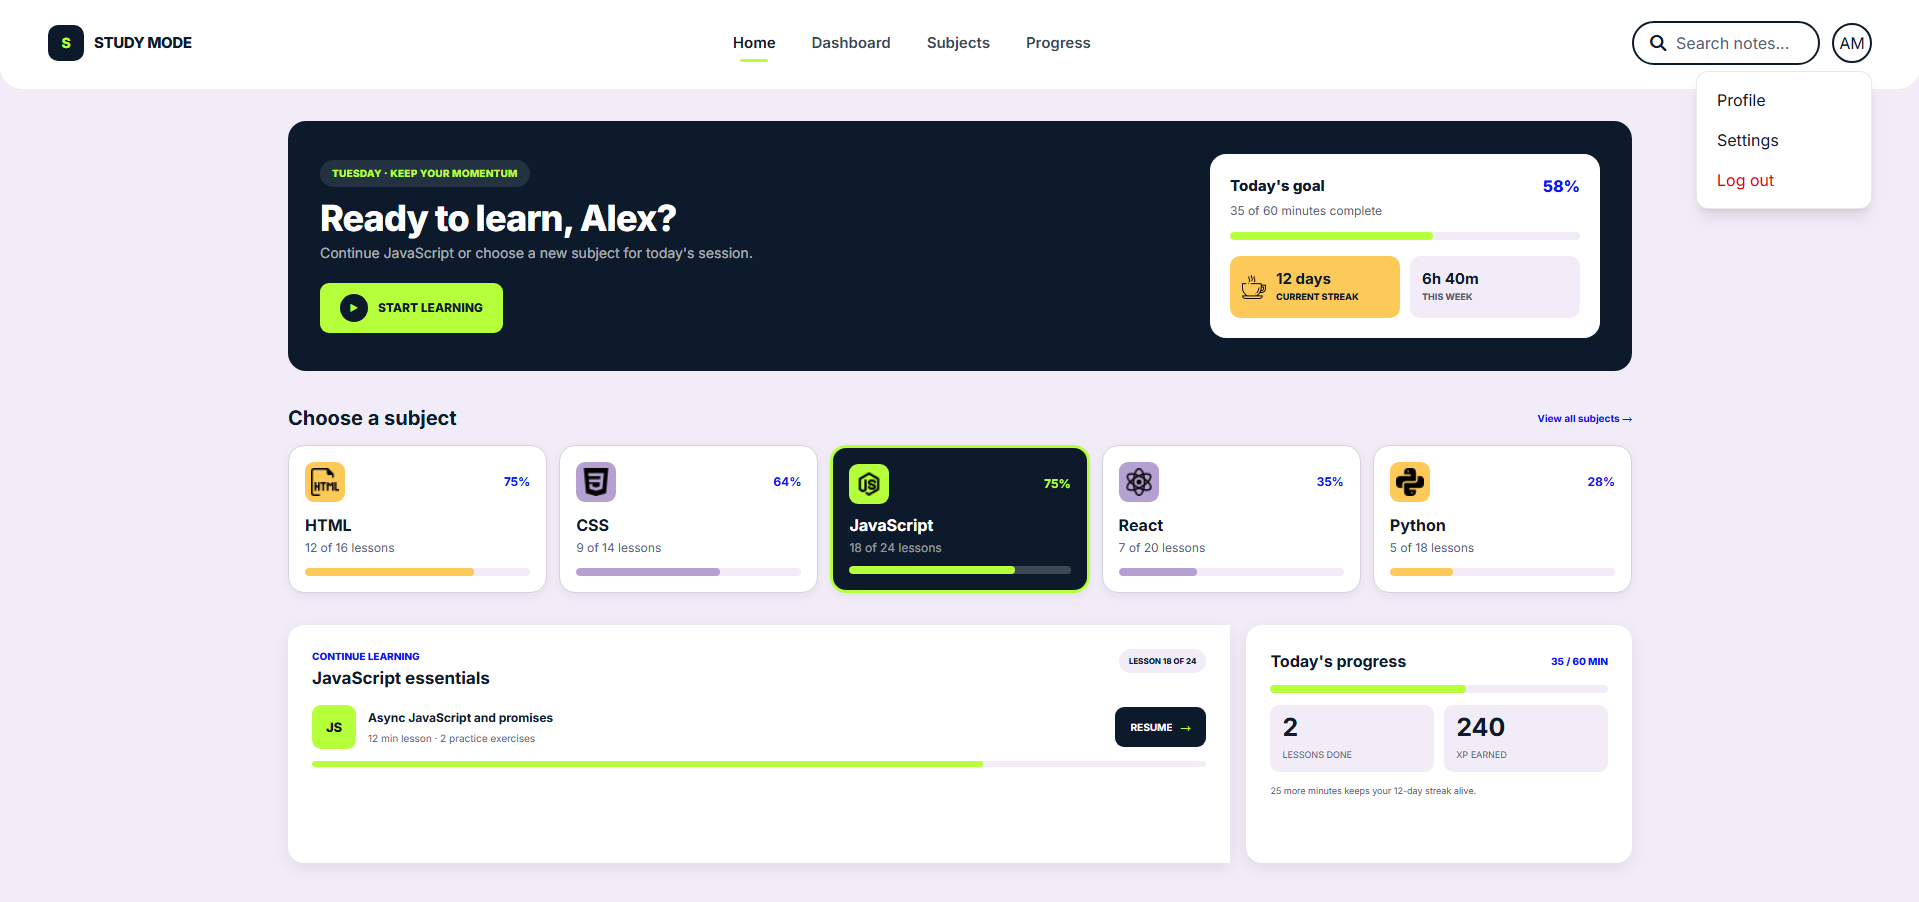 S STUDY MODE
Home Dashboard Subjects Progress
Search notes... AM
Profile
Settings
Log out
TUESDAY · KEEP YOUR MOMENTUM
Ready to learn, Alex?
Continue JavaScript or choose a new subject for today's session.
START LEARNING
Today's goal 58%
35 of 60 minutes complete
12 days
CURRENT STREAK
6h 40m
THIS WEEK
Choose a subject View all subjects →
HTML 75%
HTML
12 of 16 lessons
64%
CSS
9 of 14 lessons
JS 75%
JavaScript
18 of 24 lessons
35%
React
7 of 20 lessons
28%
Python
5 of 18 lessons
CONTINUE LEARNING
JavaScript essentials
LESSON 18 OF 24
JS
Async JavaScript and promises
12 min lesson · 2 practice exercises
RESUME →
Today's progress 35 / 60 MIN
2
LESSONS DONE
240
XP EARNED
25 more minutes keeps your 12-day streak alive.